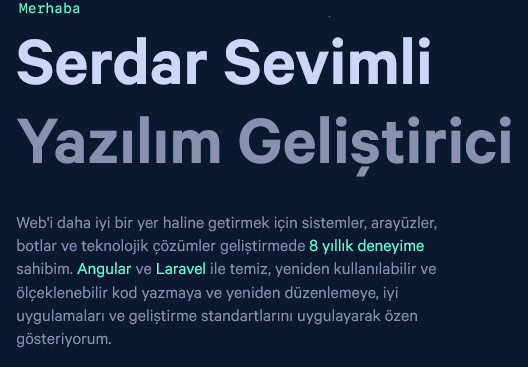 Merhaba
Serdar Sevimli
Yazılım Geliştirici
Web'i daha iyi bir yer haline getirmek için sistemler, arayüzler,
botlar ve teknolojik çözümler geliştirmede 8 yıllık deneyime
sahibim. Angular ve Laravel ile temiz, yeniden kullanılabilir ve
ölçeklenebilir kod yazmaya ve yeniden düzenlemeye, iyi
uygulamaları ve geliştirme standartlarını uygulayarak özen
gösteriyorum.